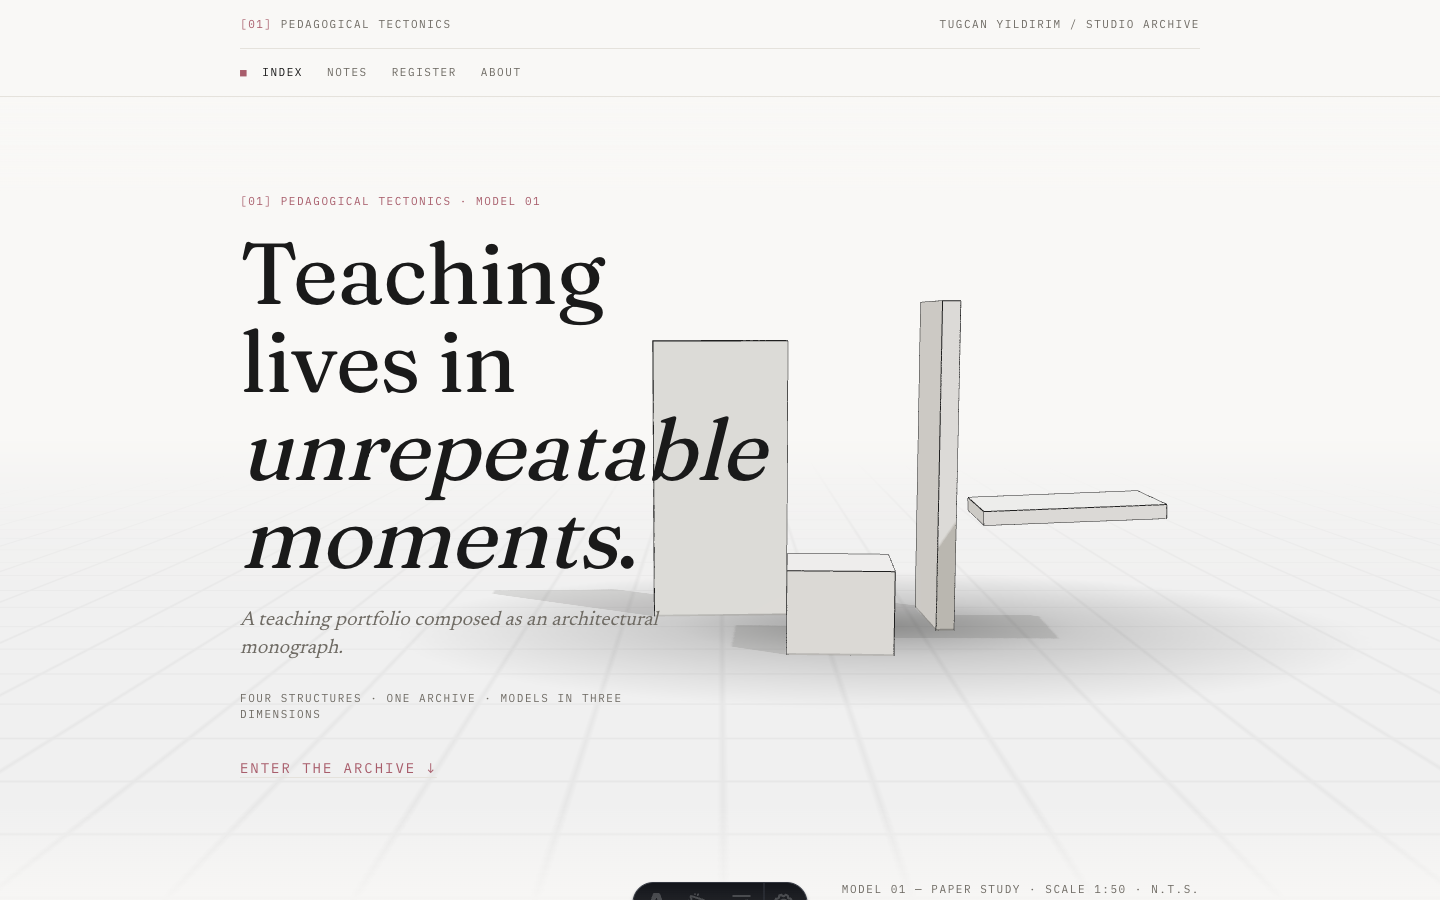 [01] PEDAGOGICAL TECTONICS
TUGCAN YILDIRIM / STUDIO ARCHIVE
INDEX NOTES REGISTER ABOUT
[01] PEDAGOGICAL TECTONICS · MODEL 01
Teaching
lives in
unrepeatable
moments.
A teaching portfolio composed as an architectural
monograph.
FOUR STRUCTURES · ONE ARCHIVE · MODELS IN THREE
DIMENSIONS
ENTER THE ARCHIVE ↓
MODEL 01 — PAPER STUDY · SCALE 1:50 · N.T.S.